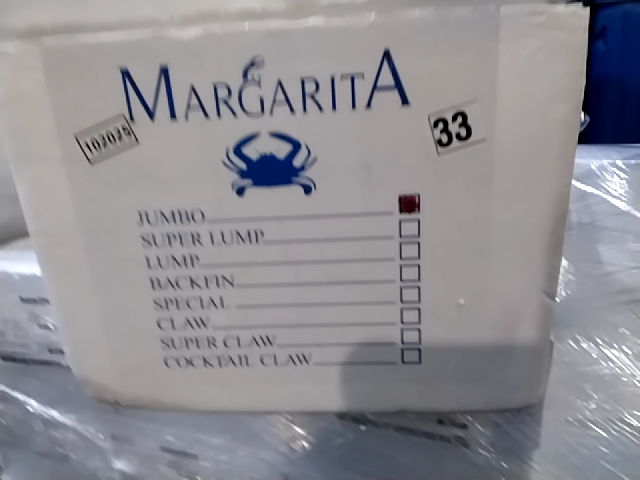 MARGARITA
102025
33
JUMBO
SUPER LUMP
LUMP
BACKFIN
SPECIAL
CLAW
SUPER CLAW
COCKTAIL CLAW